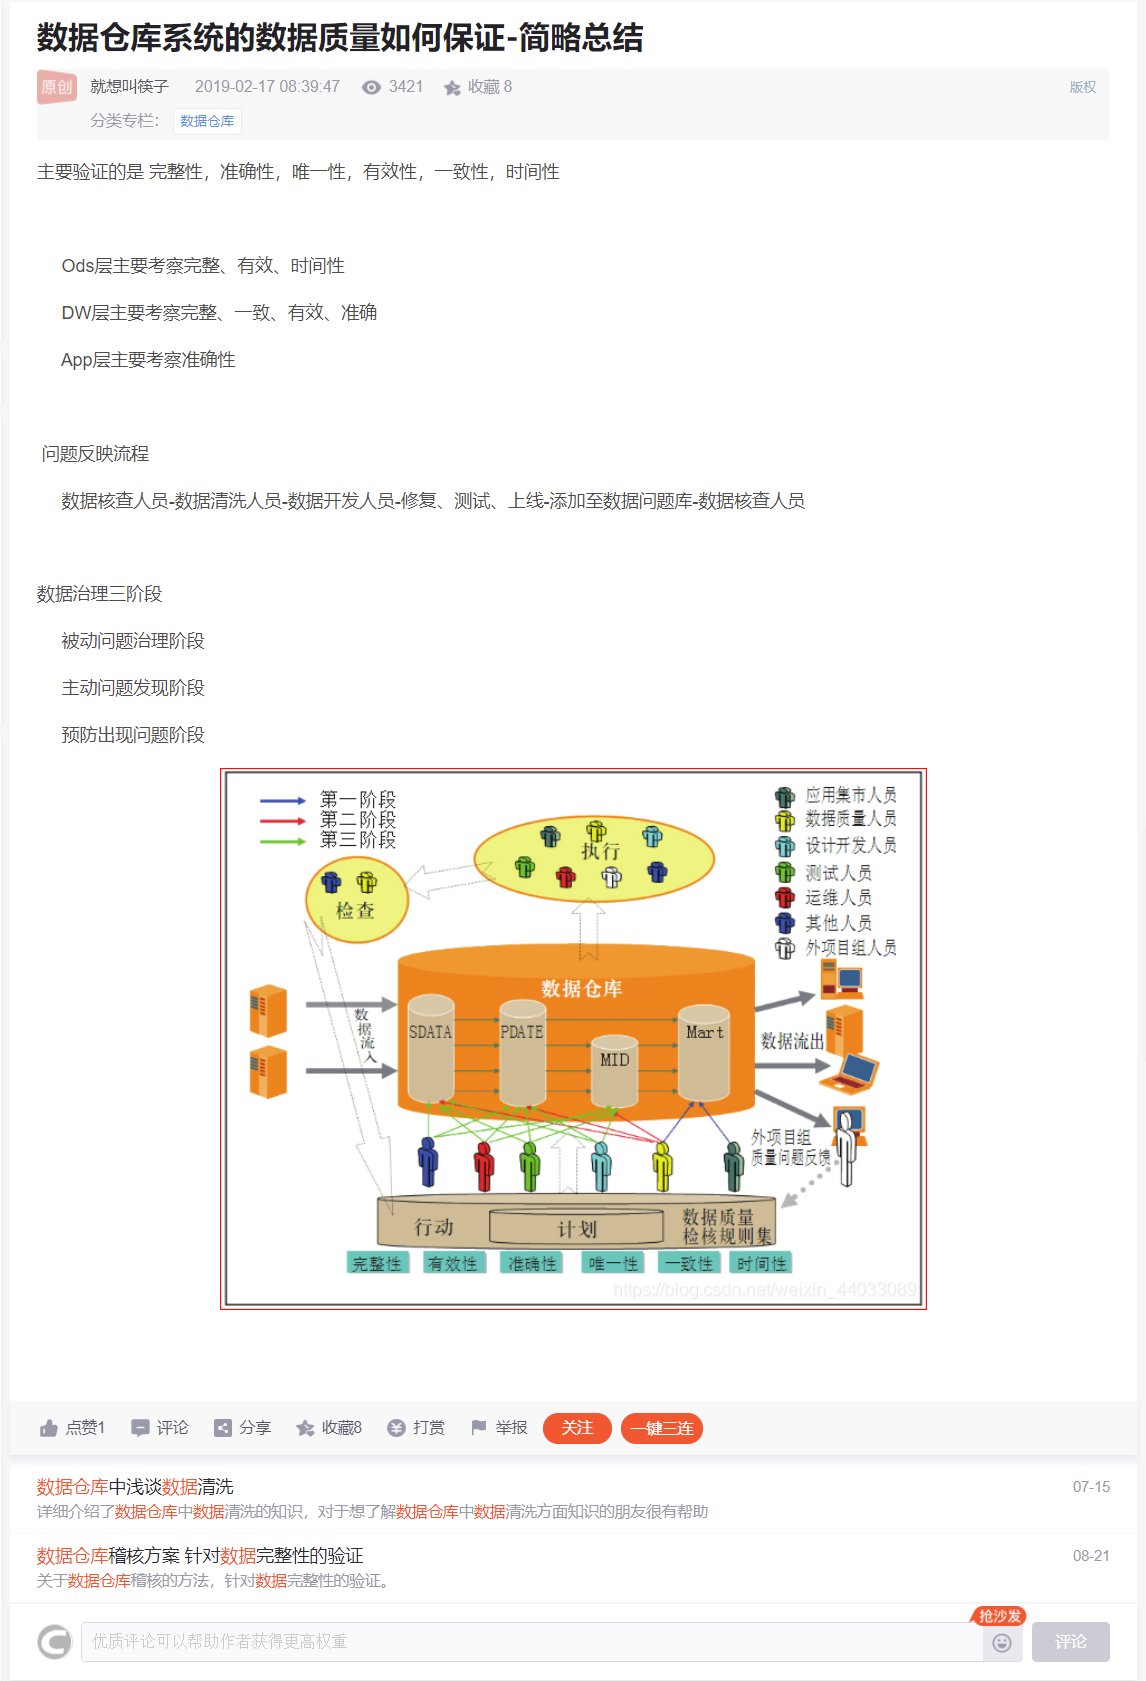 数据仓库系统的数据质量如何保证-简略总结
原创 就想叫筷子 2019-02-17 08:39:47 3421 收藏 8 版权
分类专栏： 数据仓库
主要验证的是 完整性，准确性，唯一性，有效性，一致性，时间性
Ods层主要考察完整、有效、时间性
DW层主要考察完整、一致、有效、准确
App层主要考察准确性
问题反映流程
数据核查人员-数据清洗人员-数据开发人员-修复、测试、上线-添加至数据问题库-数据核查人员
数据治理三阶段
被动问题治理阶段
主动问题发现阶段
预防出现问题阶段
第一阶段
第二阶段
第三阶段
应用集市人员
数据质量人员
设计开发人员
测试人员
运维人员
其他人员
外项目组人员
执行
检查
数据仓库
数据流入
SDATA
PDATE
MID
Mart
数据流出
外项目组
质量问题反馈
行动
计划
数据质量
检核规则集
完整性 有效性 准确性 唯一性 一致性 时间性
https://blog.csdn.net/weixin_44033089
点赞1 评论 分享 收藏8 打赏 举报 关注 一键三连
数据仓库中浅谈数据清洗 07-15
详细介绍了数据仓库中数据清洗的知识，对于想了解数据仓库中数据清洗方面知识的朋友很有帮助
数据仓库稽核方案 针对数据完整性的验证 08-21
关于数据仓库稽核的方法，针对数据完整性的验证。
抢沙发
优质评论可以帮助作者获得更高权重 评论